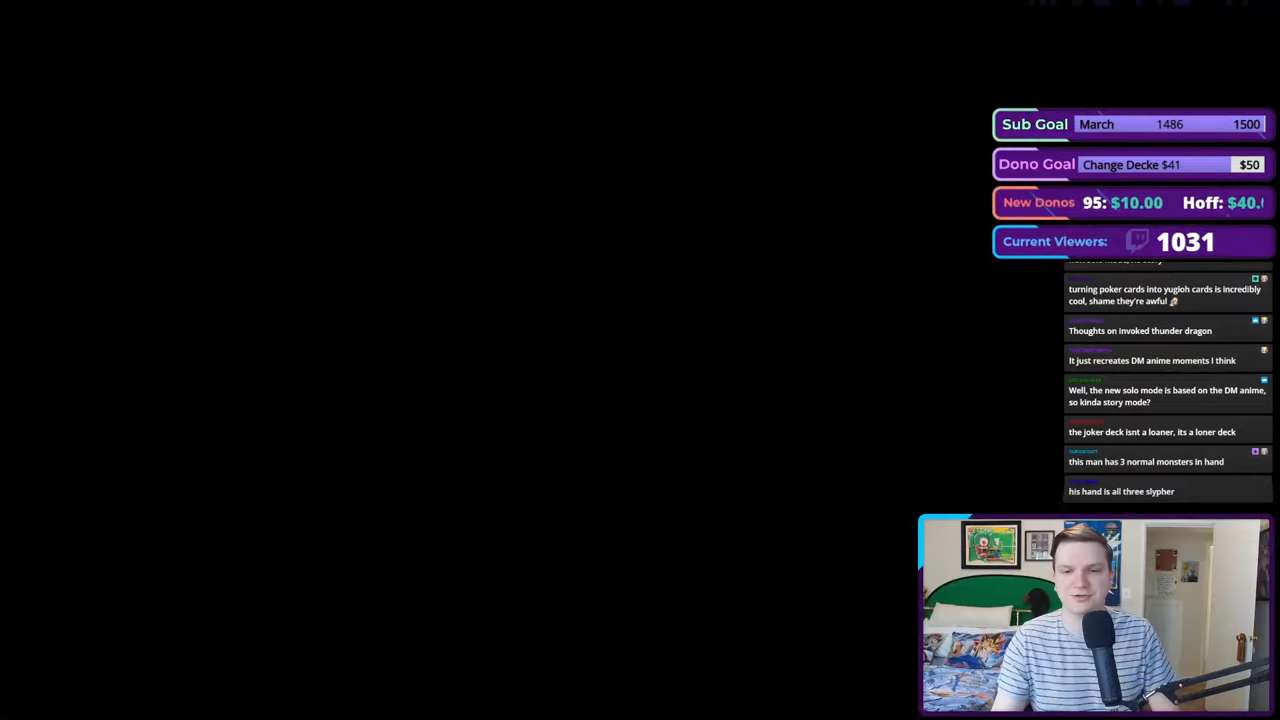 Sub Goal March 1486 1500
Dono Goal Change Decke $41 $50
New Donos 95: $10.00 Hoff: $40.
Current Viewers: 1031
turning poker cards into yugioh cards is incredibly
cool, shame they're awful
Thoughts on invoked thunder dragon
It just recreates DM anime moments I think
Well, the new solo mode is based on the DM anime,
so kinda story mode?
the joker deck isnt a loaner, its a loner deck
this man has 3 normal monsters in hand
his hand is all three slypher